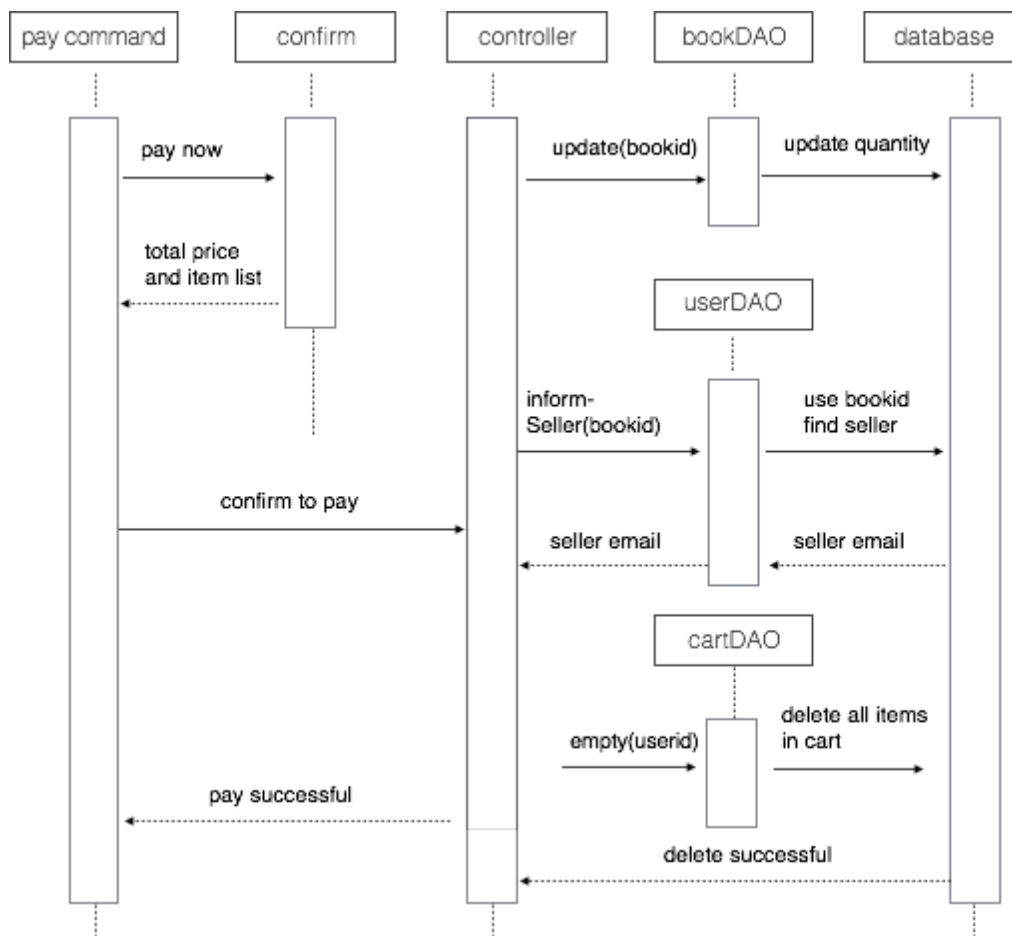 pay command
confirm
controller
bookDAO
database
pay now
update(bookid)
update quantity
total price
and item list
userDAO
inform-
Seller(bookid)
use bookid
find seller
confirm to pay
seller email
seller email
cartDAO
empty(userid)
delete all items
in cart
pay successful
delete successful